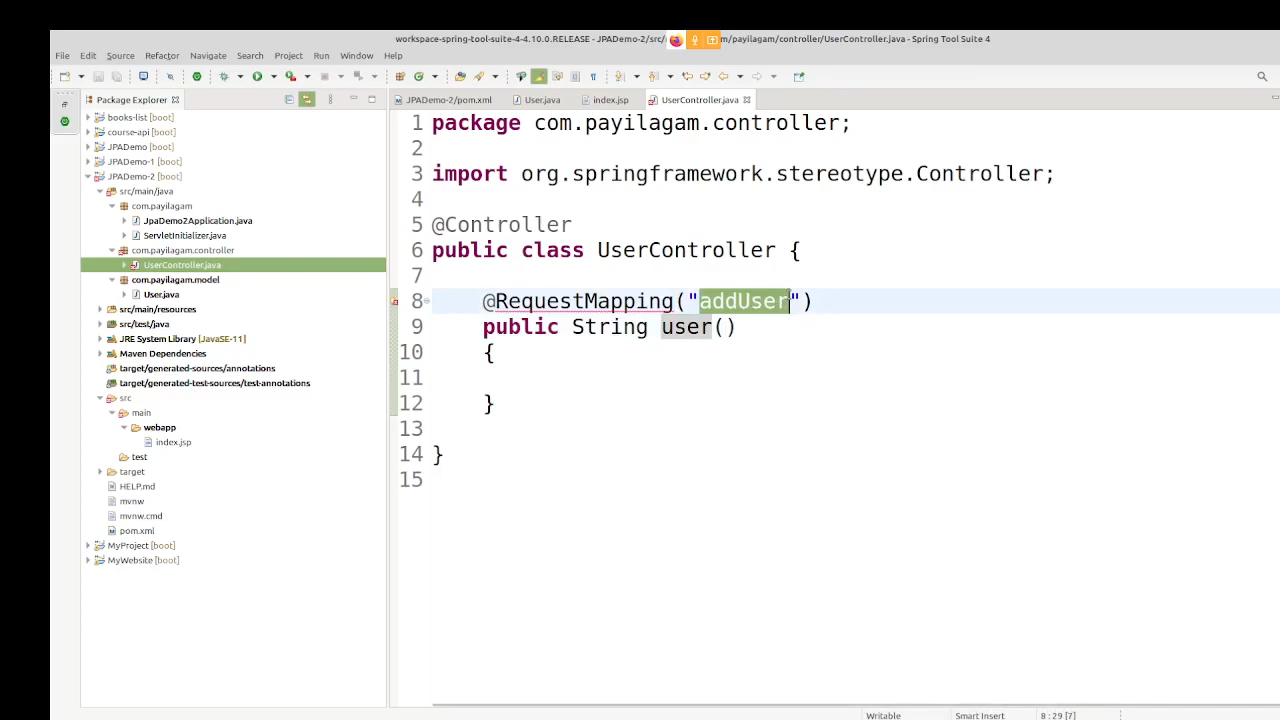 workspace-spring-tool-suite-4-4.10.0.RELEASE - JPADemo-2/src/ m/payilagam/controller/UserController.java - Spring Tool Suite 4
File Edit Source Refactor Navigate Search Project Run Window Help
Package Explorer
JPADemo-2/pom.xml User.java index.jsp UserController.java
books-list [boot]
course-api [boot]
JPADemo [boot]
JPADemo-1 [boot]
JPADemo-2 [boot]
src/main/java
com.payilagam
JpaDemo2Application.java
ServletInitializer.java
com.payilagam.controller
UserController.java
com.payilagam.model
User.java
src/main/resources
src/test/java
JRE System Library [JavaSE-11]
Maven Dependencies
target/generated-sources/annotations
target/generated-test-sources/test-annotations
src
main
webapp
index.jsp
test
target
HELP.md
mvnw
mvnw.cmd
pom.xml
MyProject [boot]
MyWebsite [boot]
1 package com.payilagam.controller;
2
3 import org.springframework.stereotype.Controller;
4
5 @Controller
6 public class UserController {
7
8 @RequestMapping("addUser")
9 public String user()
10 {
11
12 }
13
14 }
15
Writable Smart Insert 8 : 29 [7]